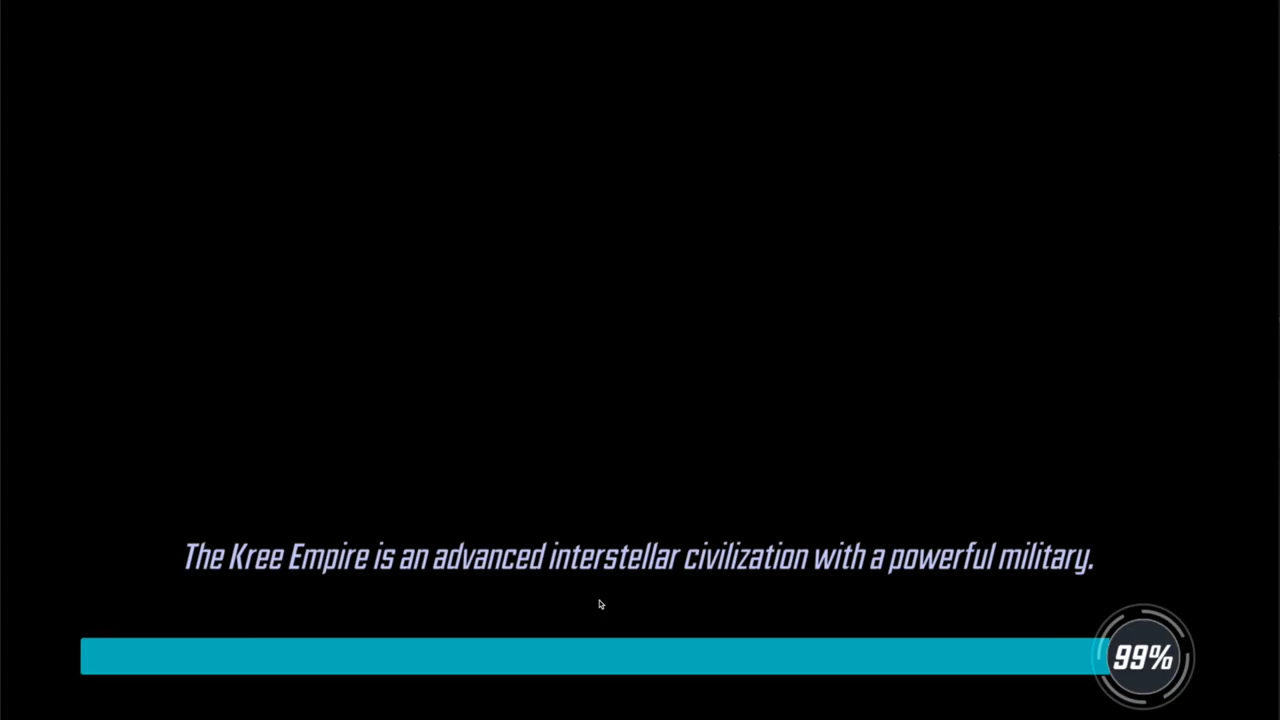 The Kree Empire is an advanced interstellar civilization with a powerful military.
99%